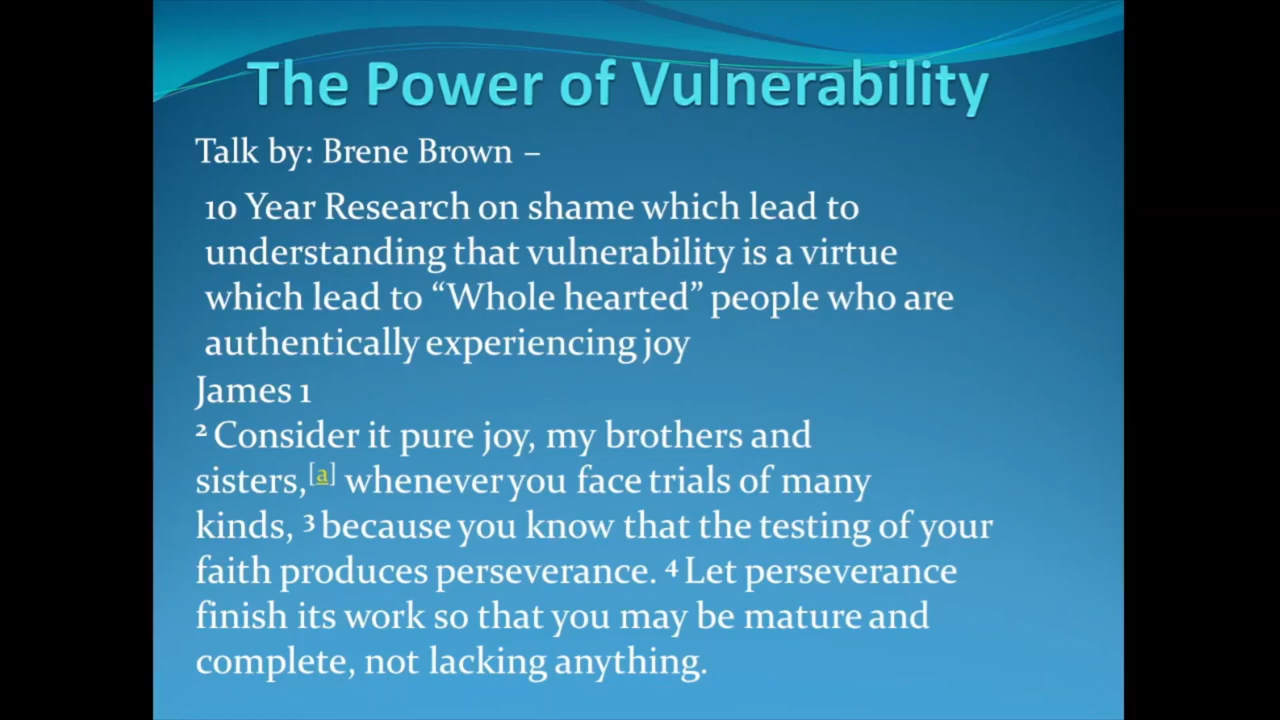 The Power of Vulnerability
Talk by: Brene Brown –
10 Year Research on shame which lead to
understanding that vulnerability is a virtue
which lead to “Whole hearted” people who are
authentically experiencing joy
James 1
² Consider it pure joy, my brothers and
sisters,[a] whenever you face trials of many
kinds, ³ because you know that the testing of your
faith produces perseverance. ⁴ Let perseverance
finish its work so that you may be mature and
complete, not lacking anything.